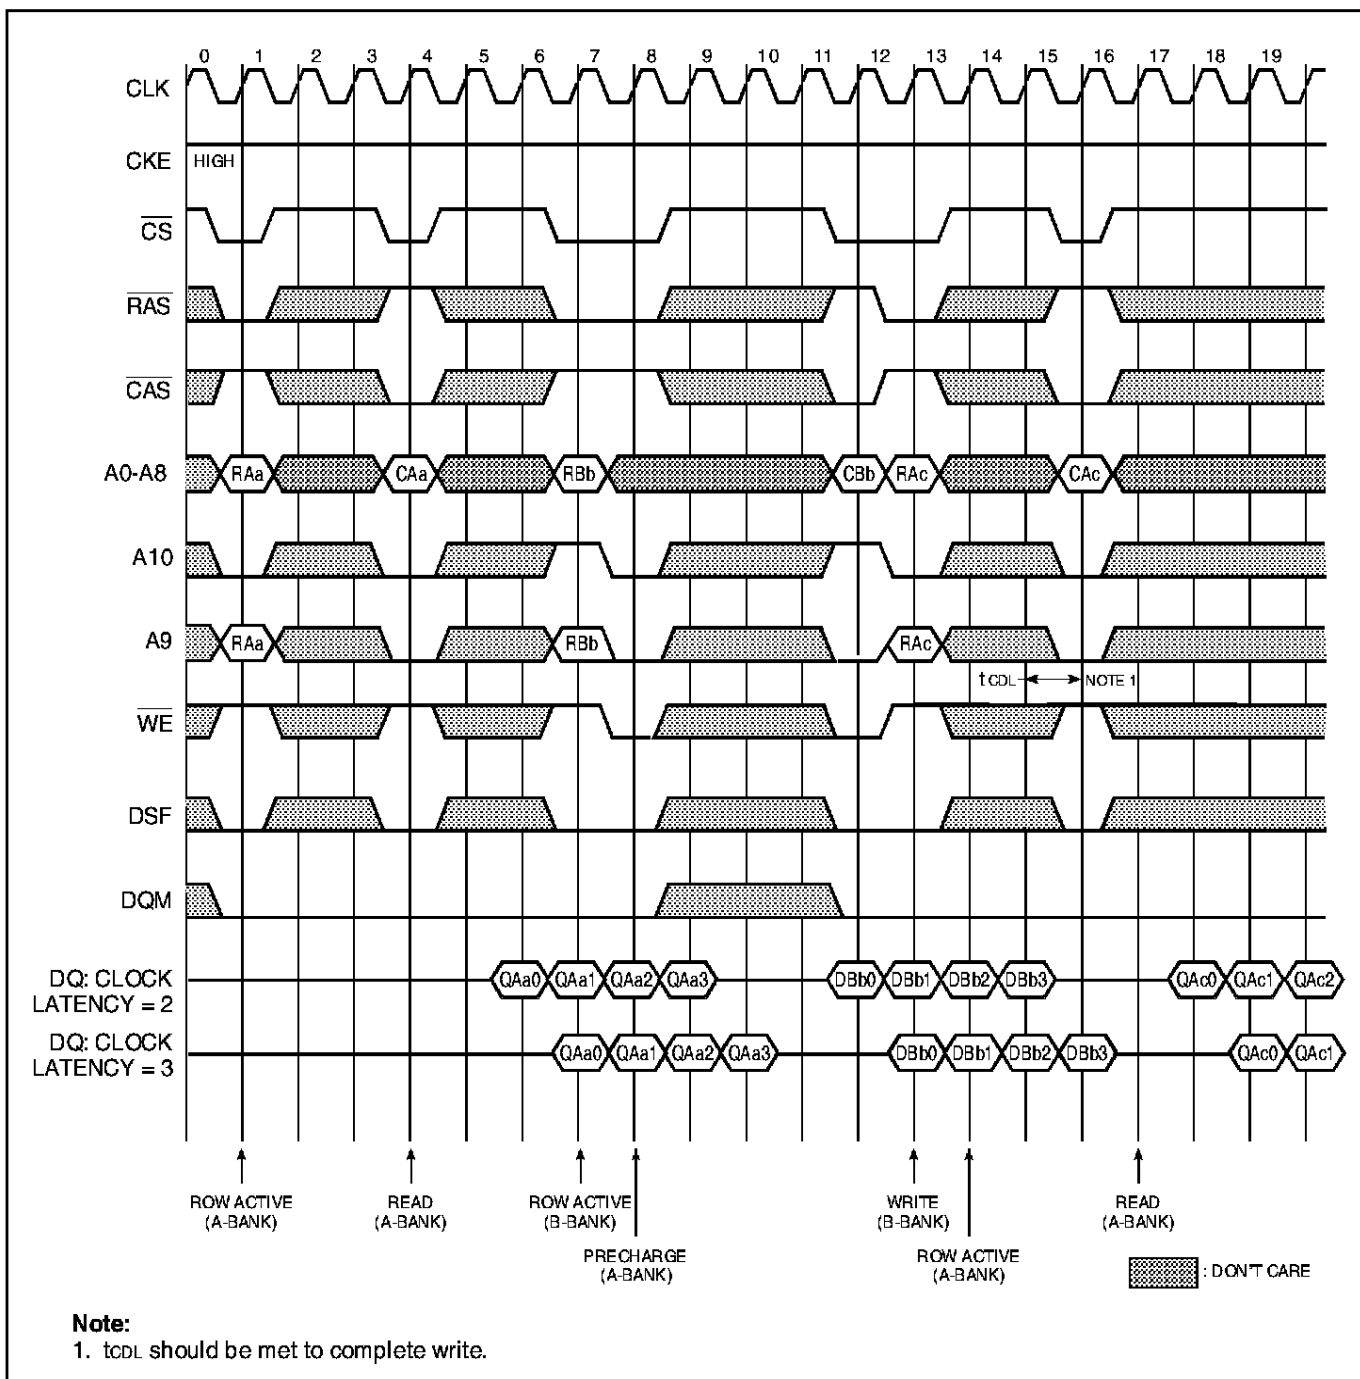 0 1 2 3 4 5 6 7 8 9 10 11 12 13 14 15 16 17 18 19
CLK
CKE HIGH
CS
RAS
CAS
A0-A8 RAa CAa RBb CBb RAc CAc
A10
A9 RAa RBb RAc
tCDL NOTE 1
WE
DSF
DQM
DQ: CLOCK
LATENCY = 2
QAa0 QAa1 QAa2 QAa3 DBb0 DBb1 DBb2 DBb3 QAc0 QAc1 QAc2
DQ: CLOCK
LATENCY = 3
QAa0 QAa1 QAa2 QAa3 DBb0 DBb1 DBb2 DBb3 QAc0 QAc1
ROW ACTIVE
(A-BANK)
READ
(A-BANK)
ROW ACTIVE
(B-BANK)
PRECHARGE
(A-BANK)
WRITE
(B-BANK)
ROW ACTIVE
(A-BANK)
READ
(A-BANK)
: DON'T CARE
Note:
1. tCDL should be met to complete write.